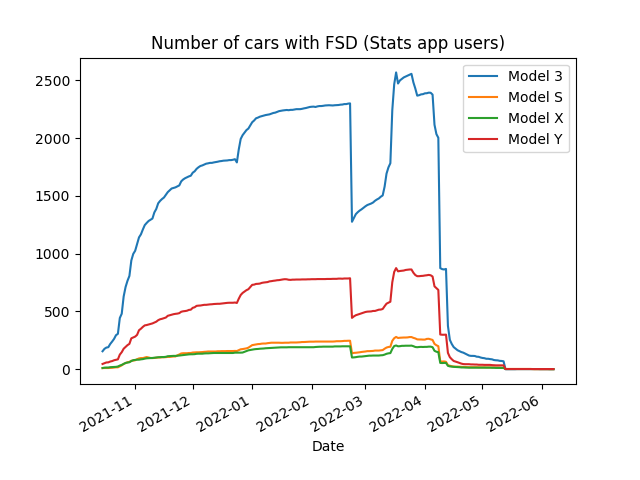 Number of cars with FSD (Stats app users)
Model 3
Model S
Model X
Model Y
2500
2000
1500
1000
500
0
2021-11
2021-12
2022-01
2022-02
2022-03
2022-04
2022-05
2022-06
Date